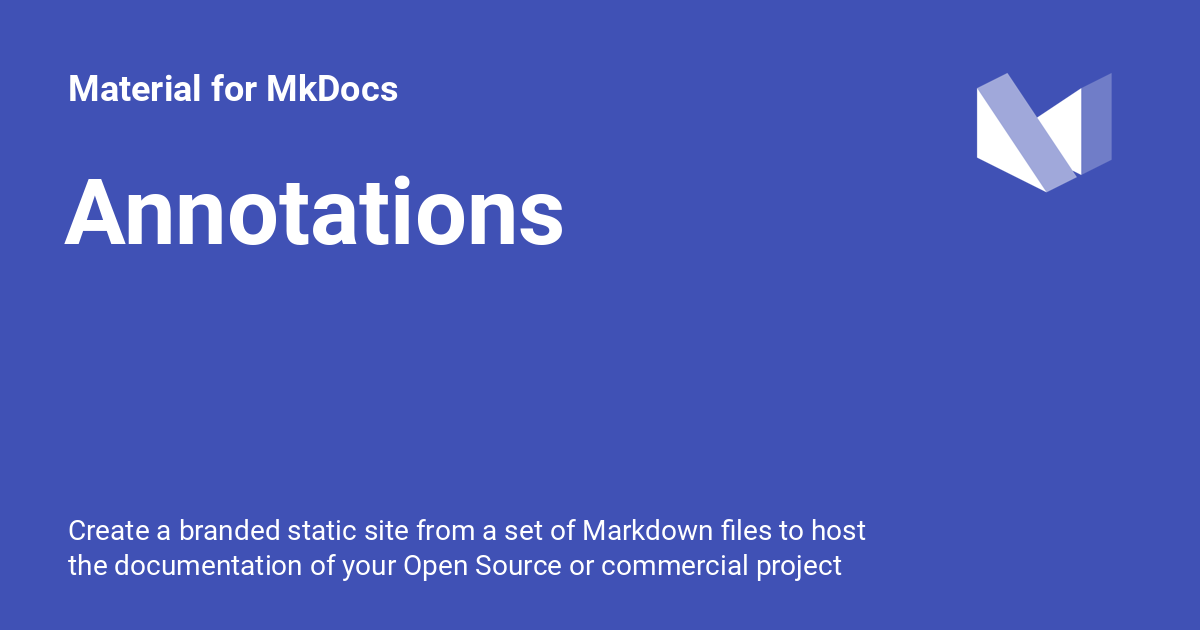 Material for MkDocs
Annotations
Create a branded static site from a set of Markdown files to host
the documentation of your Open Source or commercial project